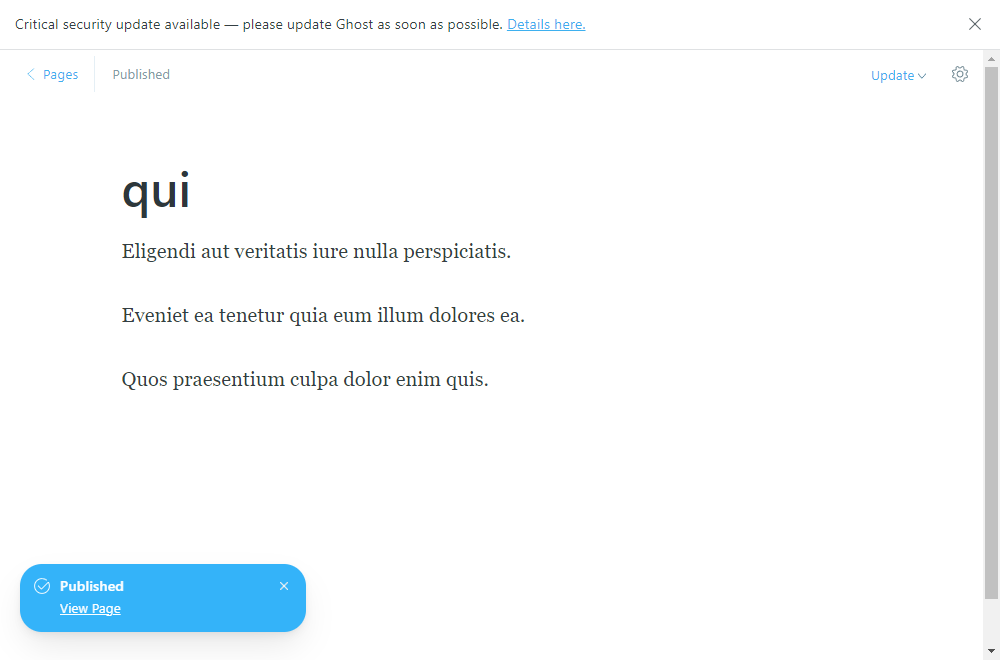 Critical security update available — please update Ghost as soon as possible. Details here.
Pages
Published
Update
qui
Eligendi aut veritatis iure nulla perspiciatis.
Eveniet ea tenetur quia eum illum dolores ea.
Quos praesentium culpa dolor enim quis.
Published
View Page